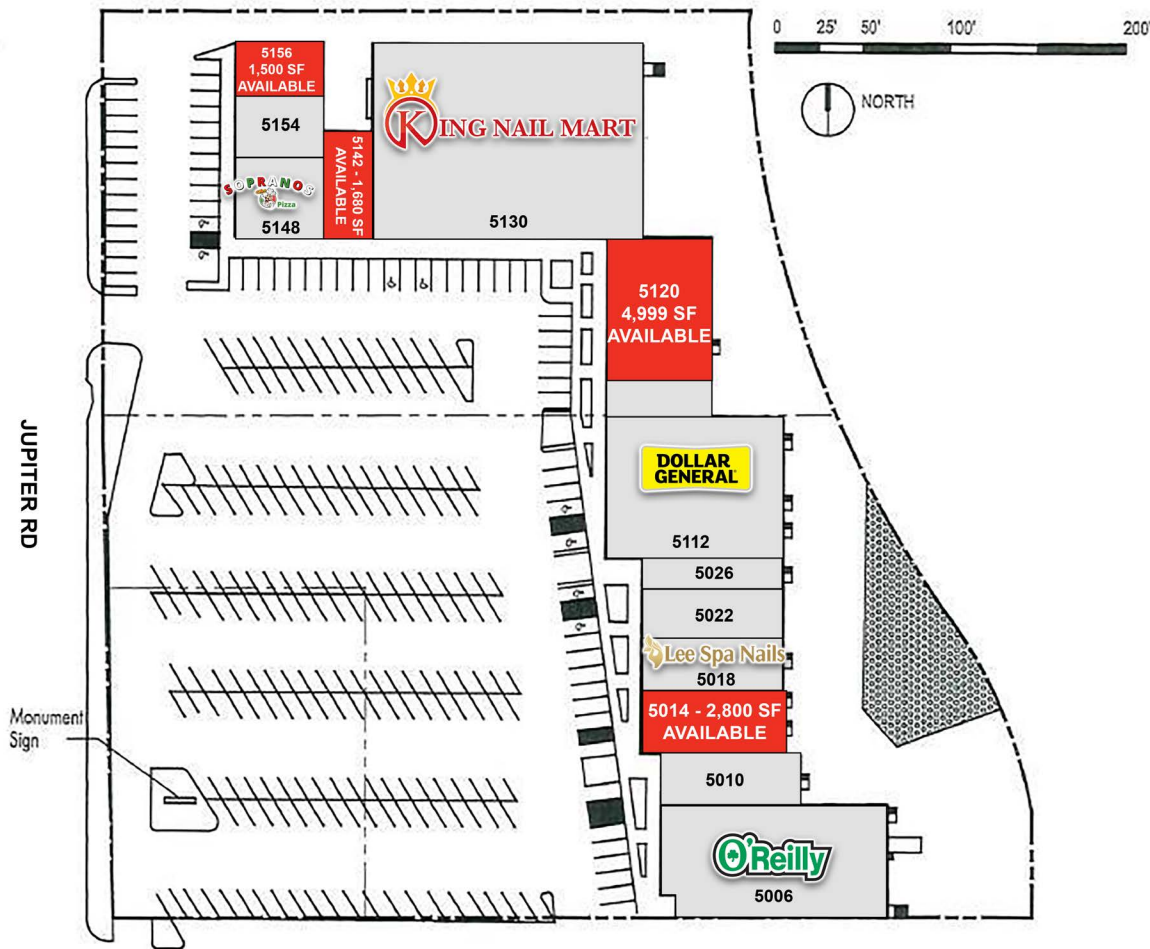 0 25' 50' 100' 200'
NORTH
5156
1,500 SF
AVAILABLE
5154
SOPRANOS
Pizza
5148
5142 - 1,680 SF
AVAILABLE
KING NAIL MART
5130
5120
4,999 SF
AVAILABLE
DOLLAR
GENERAL
5112
5026
5022
Lee Spa Nails
5018
5014 - 2,800 SF
AVAILABLE
5010
O'Reilly
5006
JUPITER RD
Monument
Sign